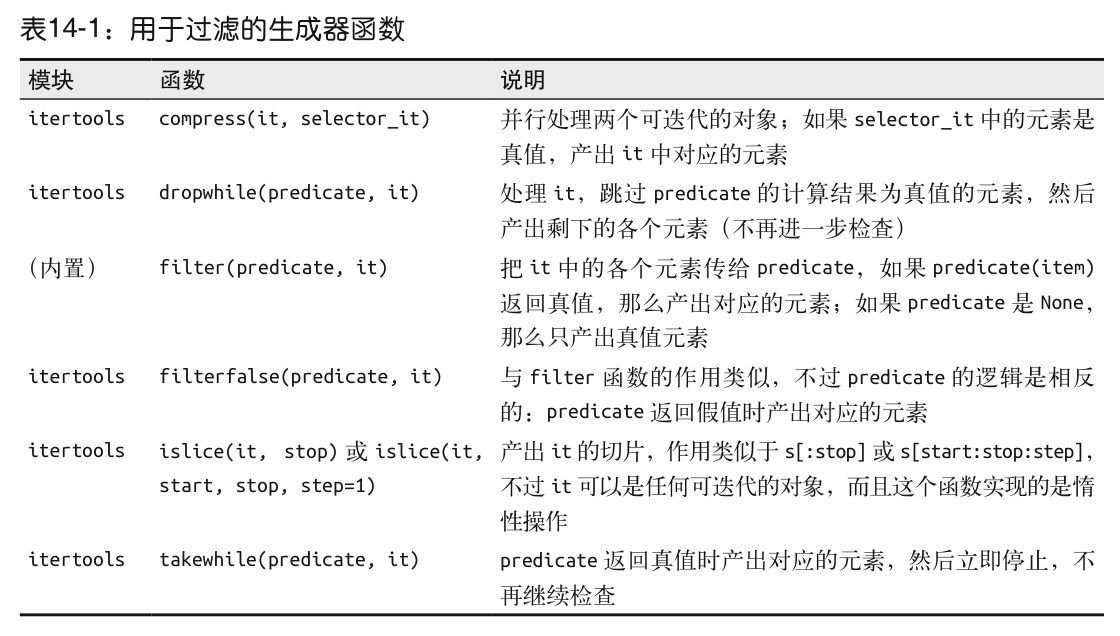 表14-1：用于过滤的生成器函数
模块 函数 说明
itertools compress(it, selector_it) 并行处理两个可迭代的对象；如果 selector_it 中的元素是
真值，产出 it 中对应的元素
itertools dropwhile(predicate, it) 处理 it，跳过 predicate 的计算结果为真值的元素，然后
产出剩下的各个元素（不再进一步检查）
（内置） filter(predicate, it) 把 it 中的各个元素传给 predicate，如果 predicate(item)
返回真值，那么产出对应的元素；如果 predicate 是 None，
那么只产出真值元素
itertools filterfalse(predicate, it) 与 filter 函数的作用类似，不过 predicate 的逻辑是相反
的：predicate 返回假值时产出对应的元素
itertools islice(it, stop) 或 islice(it, 产出 it 的切片，作用类似于 s[:stop] 或 s[start:stop:step]，
start, stop, step=1) 不过 it 可以是任何可迭代的对象，而且这个函数实现的是惰
性操作
itertools takewhile(predicate, it) predicate 返回真值时产出对应的元素，然后立即停止，不
再继续检查